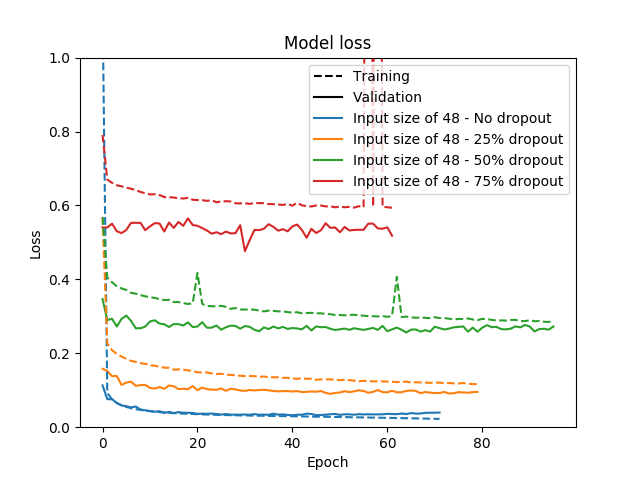 Model loss
1.0
0.8
0.6
0.4
0.2
0.0
Loss
Training
Validation
Input size of 48 - No dropout
Input size of 48 - 25% dropout
Input size of 48 - 50% dropout
Input size of 48 - 75% dropout
0 20 40 60 80
Epoch